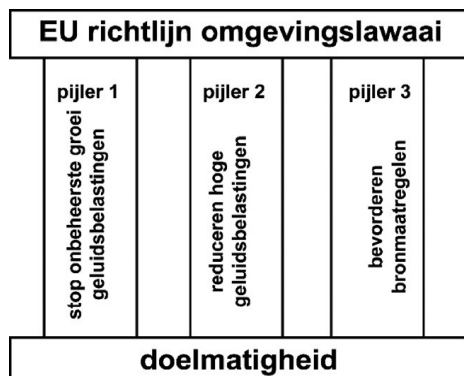 EU richtlijn omgevingslawaai
pijler 1
stop onbeheerste groei
geluidsbelastingen
pijler 2
reduceren hoge
geluidsbelastingen
pijler 3
bevorderen
bronmaatregelen
doelmatigheid